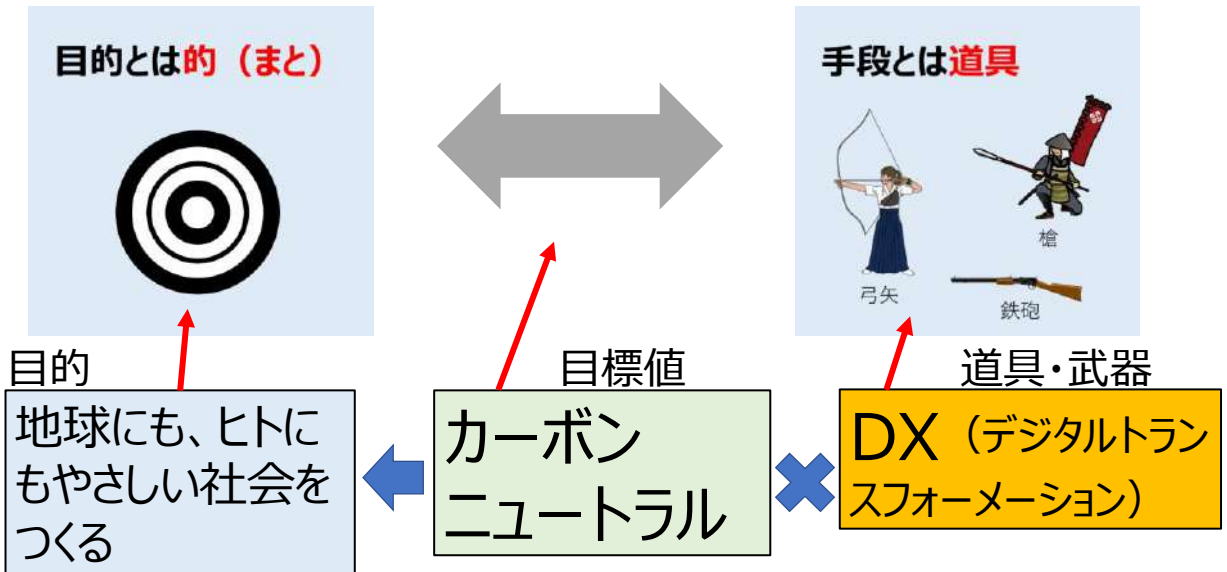 目的とは的（まと）
手段とは道具
弓矢
槍
鉄砲
目的
地球にも、ヒトに
もやさしい社会を
つくる
目標値
カーボン
ニュートラル
道具・武器
DX（デジタルトラン
スフォーメーション）